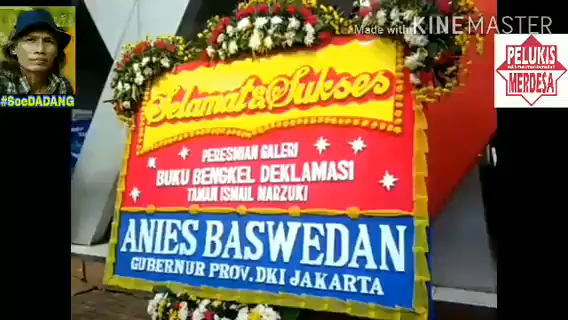 Made with KINEMASTER
#SoeDADANG
PELUKIS
MERDESA
Selamat & Sukses
PERESMIAN GALERI
BUKU BENGKEL DEKLAMASI
TAMAN ISMAIL MARZUKI
ANIES BASWEDAN
GUBERNUR PROV. DKI JAKARTA